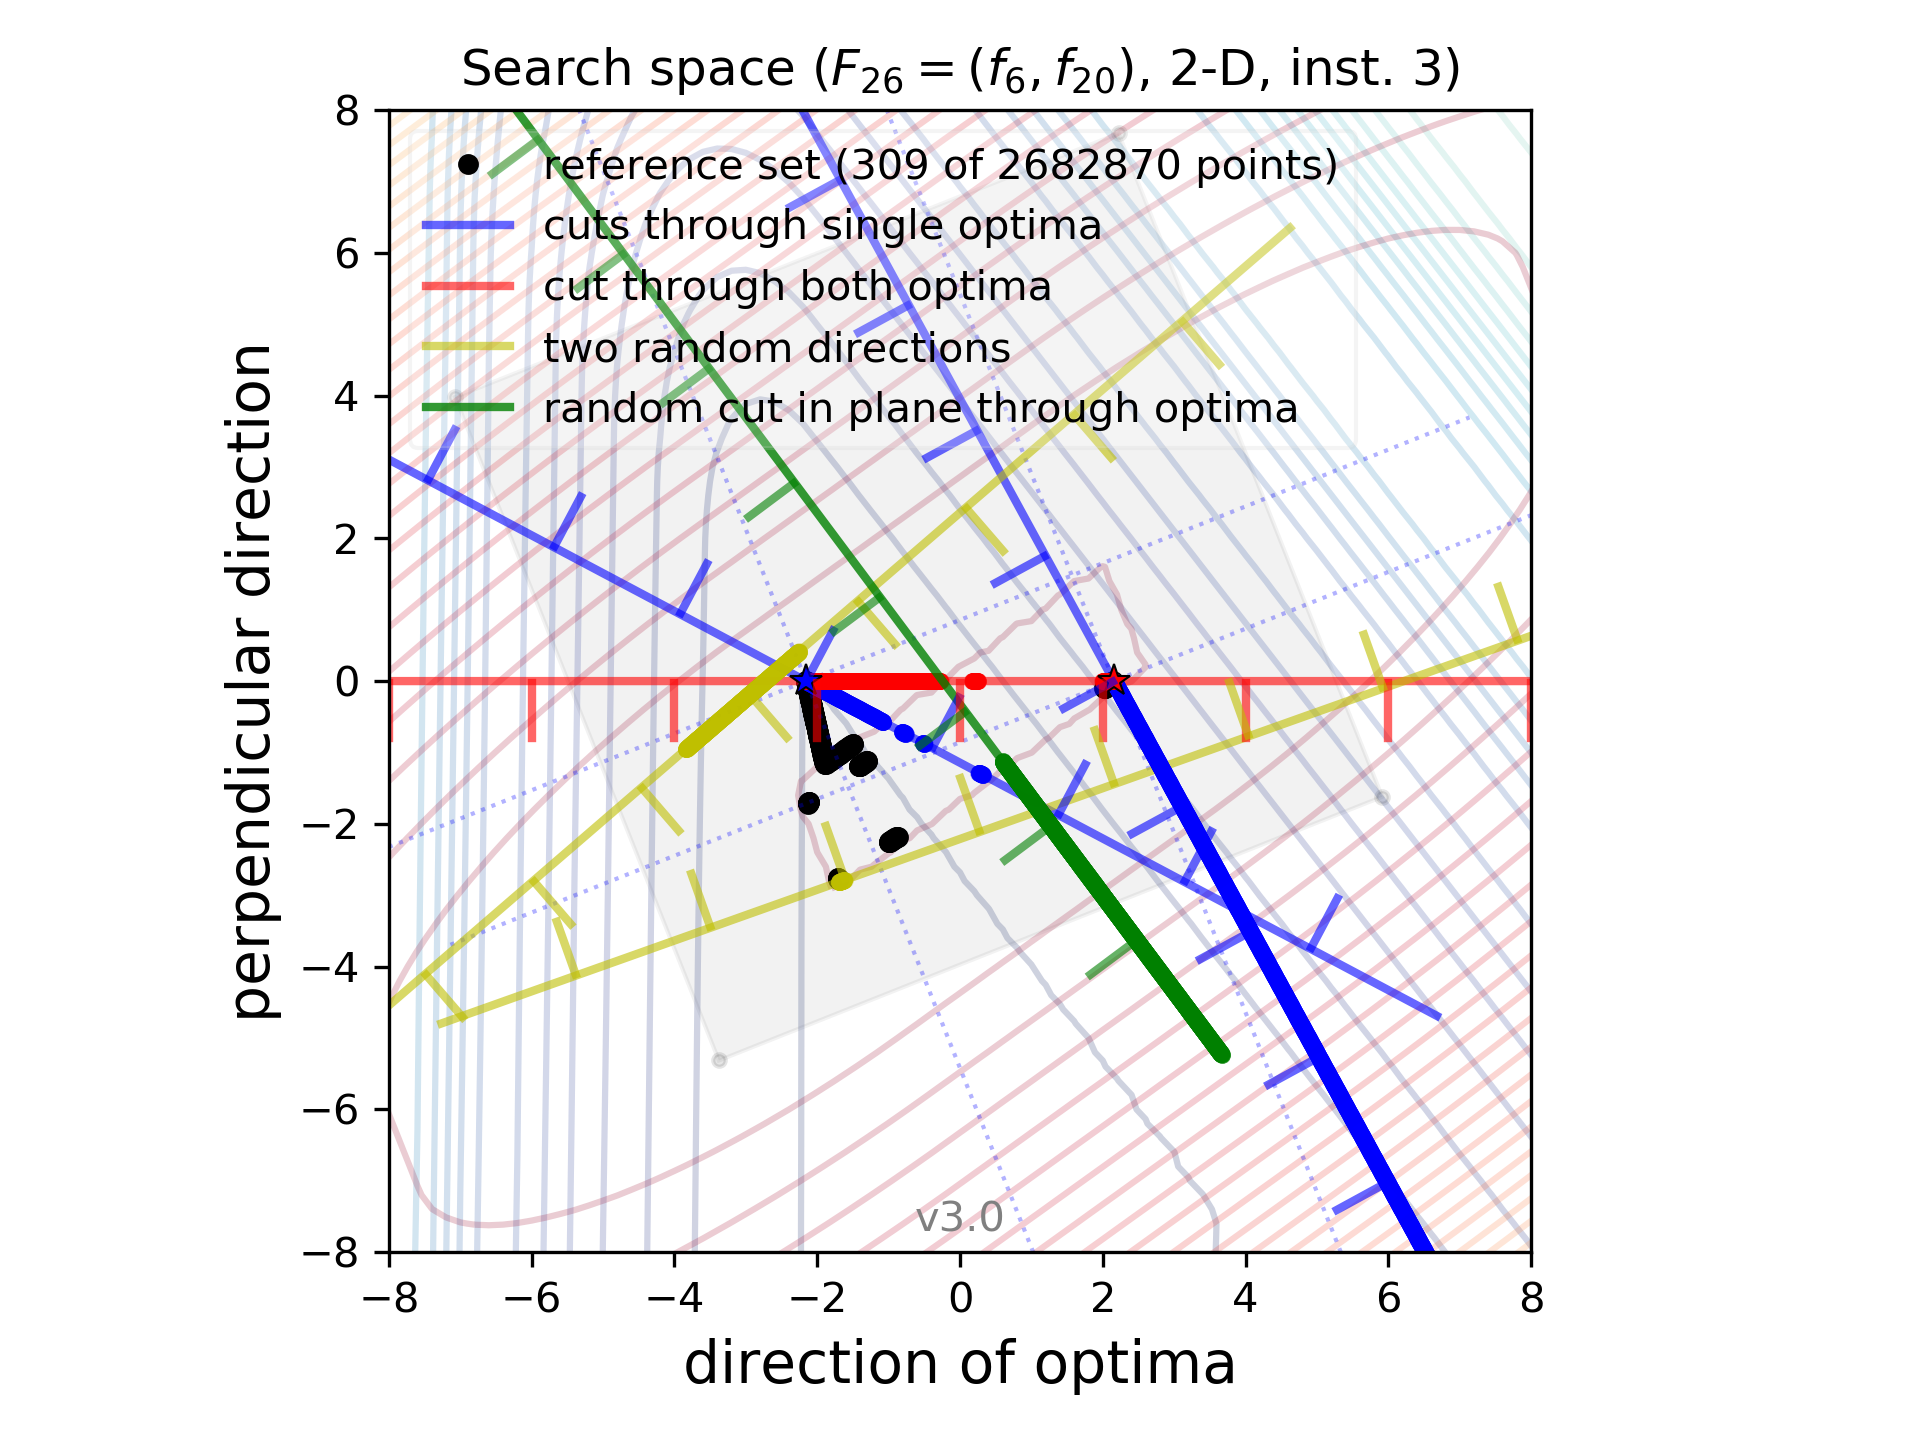 Search space (F26 = (f6, f20), 2-D, inst. 3)
reference set (309 of 2682870 points)
cuts through single optima
cut through both optima
two random directions
random cut in plane through optima
perpendicular direction
8
6
4
2
0
−2
−4
−6
−8
v3.0
−8 −6 −4 −2 0 2 4 6 8
direction of optima